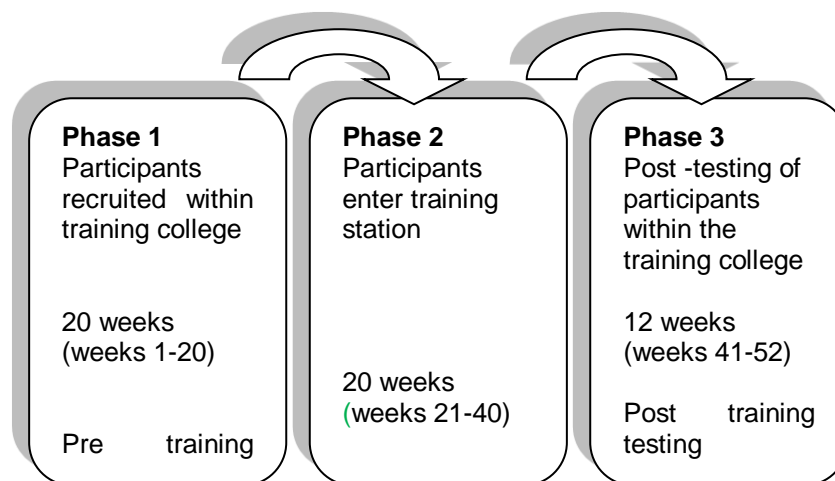 Phase 1
Participants
recruited within
training college
20 weeks
(weeks 1-20)
Pre training
Phase 2
Participants
enter training
station
20 weeks
(weeks 21-40)
Phase 3
Post -testing of
participants
within the
training college
12 weeks
(weeks 41-52)
Post training
testing